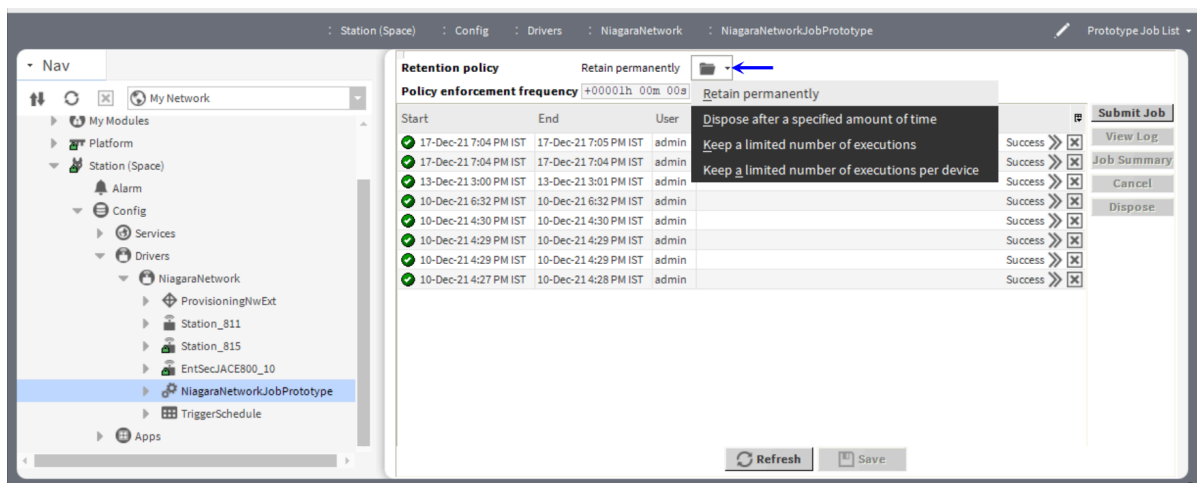 : Station (Space) : Config : Drivers : NiagaraNetwork : NiagaraNetworkJobPrototype Prototype Job List
Nav
My Network
My Modules
Platform
Station (Space)
Alarm
Config
Services
Drivers
NiagaraNetwork
ProvisioningNwExt
Station_811
Station_815
EntSecJACE800_10
NiagaraNetworkJobPrototype
TriggerSchedule
Apps
Retention policy Retain permanently
Policy enforcement frequency +00001h 00m 00s
Retain permanently
Dispose after a specified amount of time
Keep a limited number of executions
Keep a limited number of executions per device
Start End User
17-Dec-21 7:04 PM IST 17-Dec-21 7:05 PM IST admin Success
17-Dec-21 7:04 PM IST 17-Dec-21 7:04 PM IST admin Success
13-Dec-21 3:00 PM IST 13-Dec-21 3:01 PM IST admin Success
10-Dec-21 6:32 PM IST 10-Dec-21 6:32 PM IST admin Success
10-Dec-21 4:30 PM IST 10-Dec-21 4:30 PM IST admin Success
10-Dec-21 4:29 PM IST 10-Dec-21 4:29 PM IST admin Success
10-Dec-21 4:29 PM IST 10-Dec-21 4:29 PM IST admin Success
10-Dec-21 4:27 PM IST 10-Dec-21 4:28 PM IST admin Success
Submit Job
View Log
Job Summary
Cancel
Dispose
Refresh Save